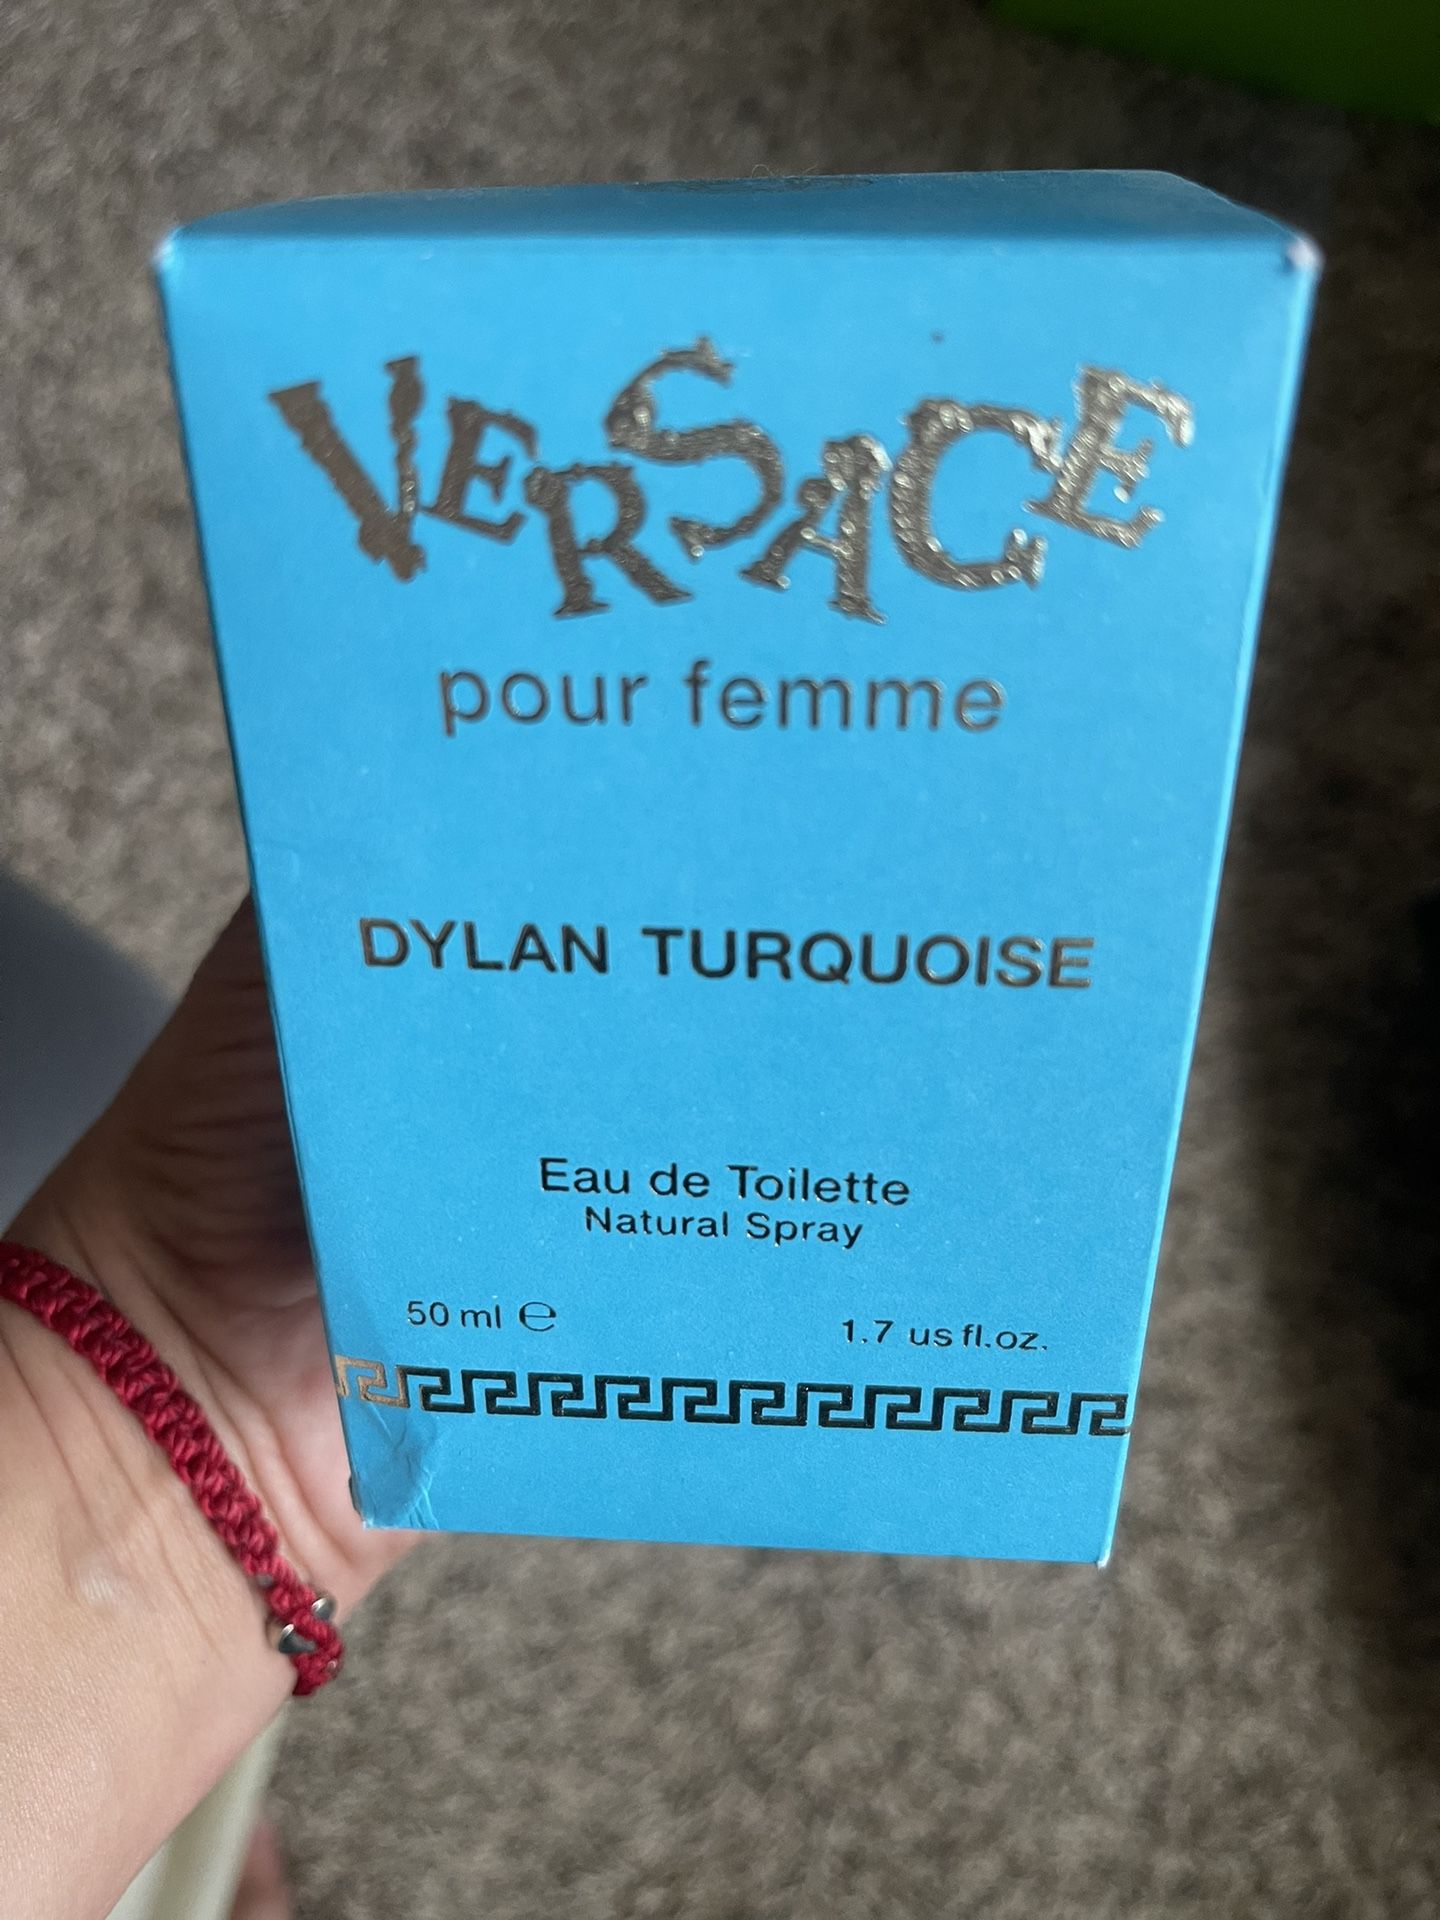 VERSACE
pour femme
DYLAN TURQUOISE
Eau de Toilette
Natural Spray
50 ml ℮
1.7 us fl.oz.